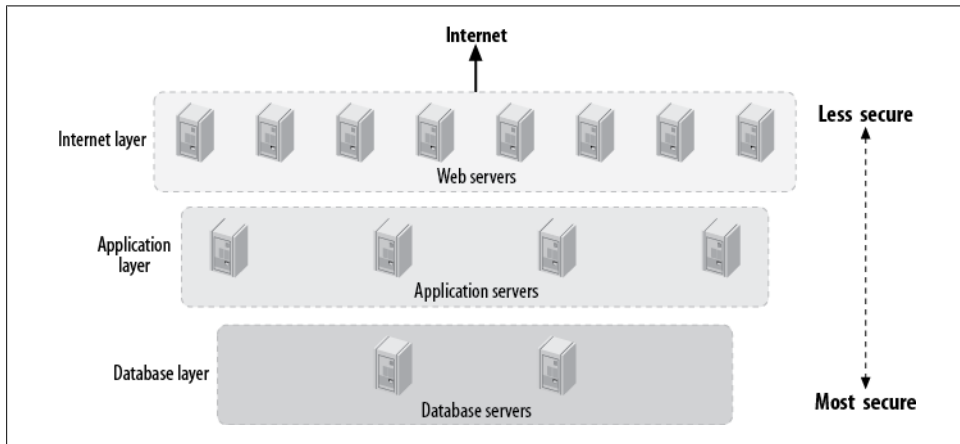 Internet
Internet layer
Less secure
Web servers
Application
layer
Application servers
Database layer
Database servers
Most secure